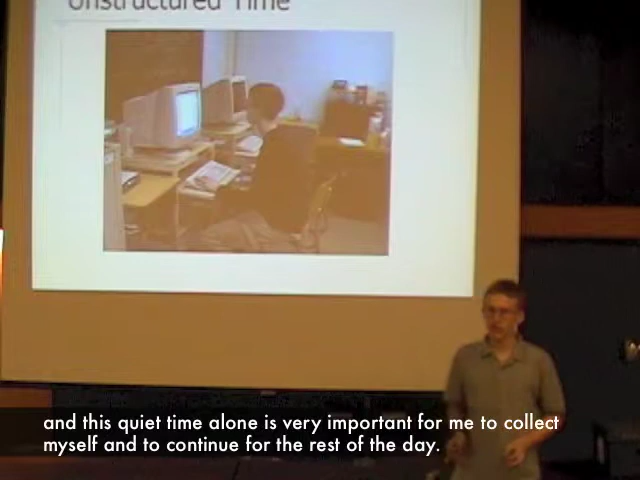 Unstructured Time
and this quiet time alone is very important for me to collect
myself and to continue for the rest of the day.